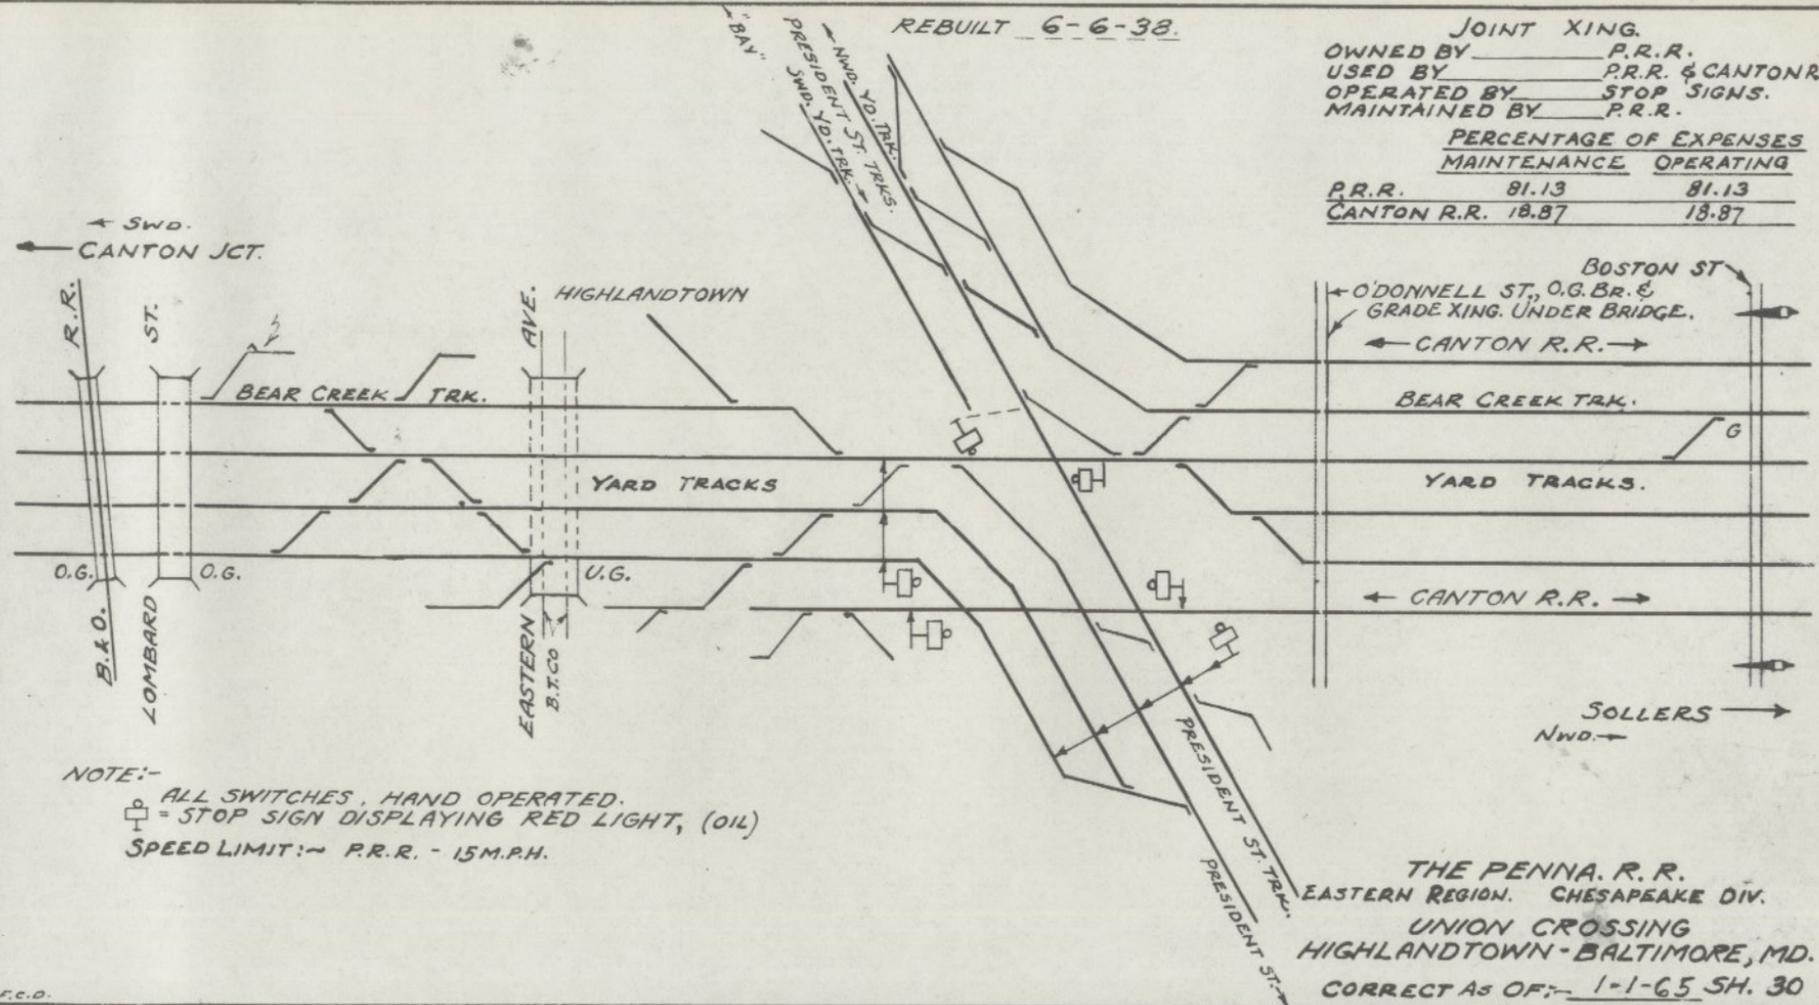 REBUILT 6-6-38.
JOINT XING.
OWNED BY P.R.R.
USED BY P.R.R. & CANTON R
OPERATED BY STOP SIGNS.
MAINTAINED BY P.R.R.
PERCENTAGE OF EXPENSES
MAINTENANCE OPERATING
P.R.R. 81.13 81.13
CANTON R.R. 18.87 18.87
"BAY"
NWD. YD. TRK.
PRESIDENT ST. TRKS.
SWD. YD. TRK.
← SWD.
← CANTON JCT.
R.R.
ST.
AVE.
HIGHLANDTOWN
BOSTON ST
O'DONNELL ST., O.G. BR. &
GRADE XING. UNDER BRIDGE.
← CANTON R.R. →
BEAR CREEK TRK.
BEAR CREEK TRK.
G
YARD TRACKS
YARD TRACKS.
O.G.
O.G.
U.G.
← CANTON R.R. →
B.&O.
LOMBARD
EASTERN
B.T.CO
SOLLERS →
NWD. →
PRESIDENT ST. TRK.
PRESIDENT ST. →
NOTE:-
ALL SWITCHES, HAND OPERATED.
= STOP SIGN DISPLAYING RED LIGHT, (OIL)
SPEED LIMIT:~ P.R.R. - 15 M.P.H.
THE PENNA. R. R.
EASTERN REGION. CHESAPEAKE DIV.
UNION CROSSING
HIGHLANDTOWN - BALTIMORE, MD.
CORRECT AS OF:- 1-1-65 SH. 30
F.C.D.